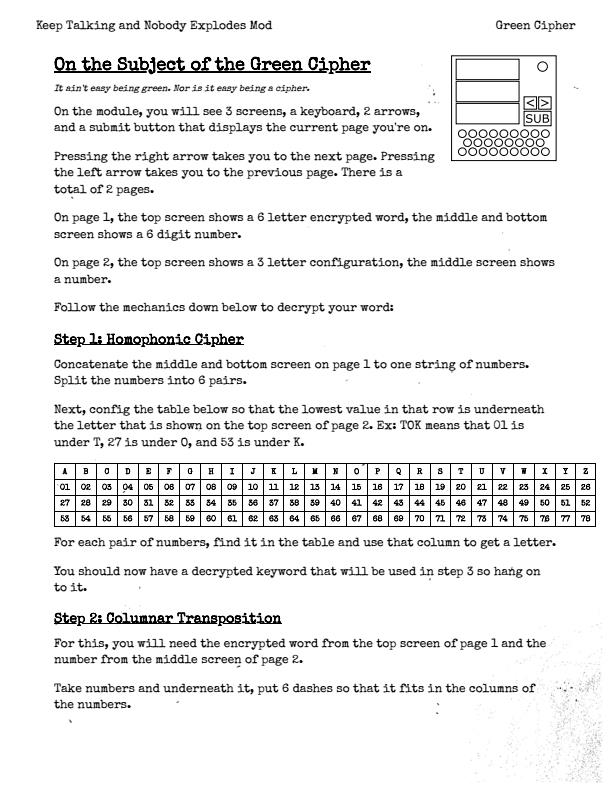 Keep Talking and Nobody Explodes Mod Green Cipher
On the Subject of the Green Cipher
It ain't easy being green. Nor is it easy being a cipher.
On the module, you will see 3 screens, a keyboard, 2 arrows,
and a submit button that displays the current page you're on.
< >
SUB
Pressing the right arrow takes you to the next page. Pressing
the left arrow takes you to the previous page. There is a
total of 2 pages.
On page 1, the top screen shows a 6 letter encrypted word, the middle and bottom
screen shows a 6 digit number.
On page 2, the top screen shows a 3 letter configuration, the middle screen shows
a number.
Follow the mechanics down below to decrypt your word:
Step 1: Homophonic Cipher
Concatenate the middle and bottom screen on page 1 to one string of numbers.
Split the numbers into 6 pairs.
Next, config the table below so that the lowest value in that row is underneath
the letter that is shown on the top screen of page 2. Ex: TOK means that 01 is
under T, 27 is under O, and 53 is under K.
A B C D E F G H I J K L M N O P Q R S T U V W X Y Z
01 02 03 04 05 06 07 08 09 10 11 12 13 14 15 16 17 18 19 20 21 22 23 24 25 26
27 28 29 30 31 32 33 34 35 36 37 38 39 40 41 42 43 44 45 46 47 48 49 50 51 52
53 54 55 56 57 58 59 60 61 62 63 64 65 66 67 68 69 70 71 72 73 74 75 76 77 78
For each pair of numbers, find it in the table and use that column to get a letter.
You should now have a decrypted keyword that will be used in step 3 so hang on
to it.
Step 2: Columnar Transposition
For this, you will need the encrypted word from the top screen of page 1 and the
number from the middle screen of page 2.
Take numbers and underneath it, put 6 dashes so that it fits in the columns of
the numbers.